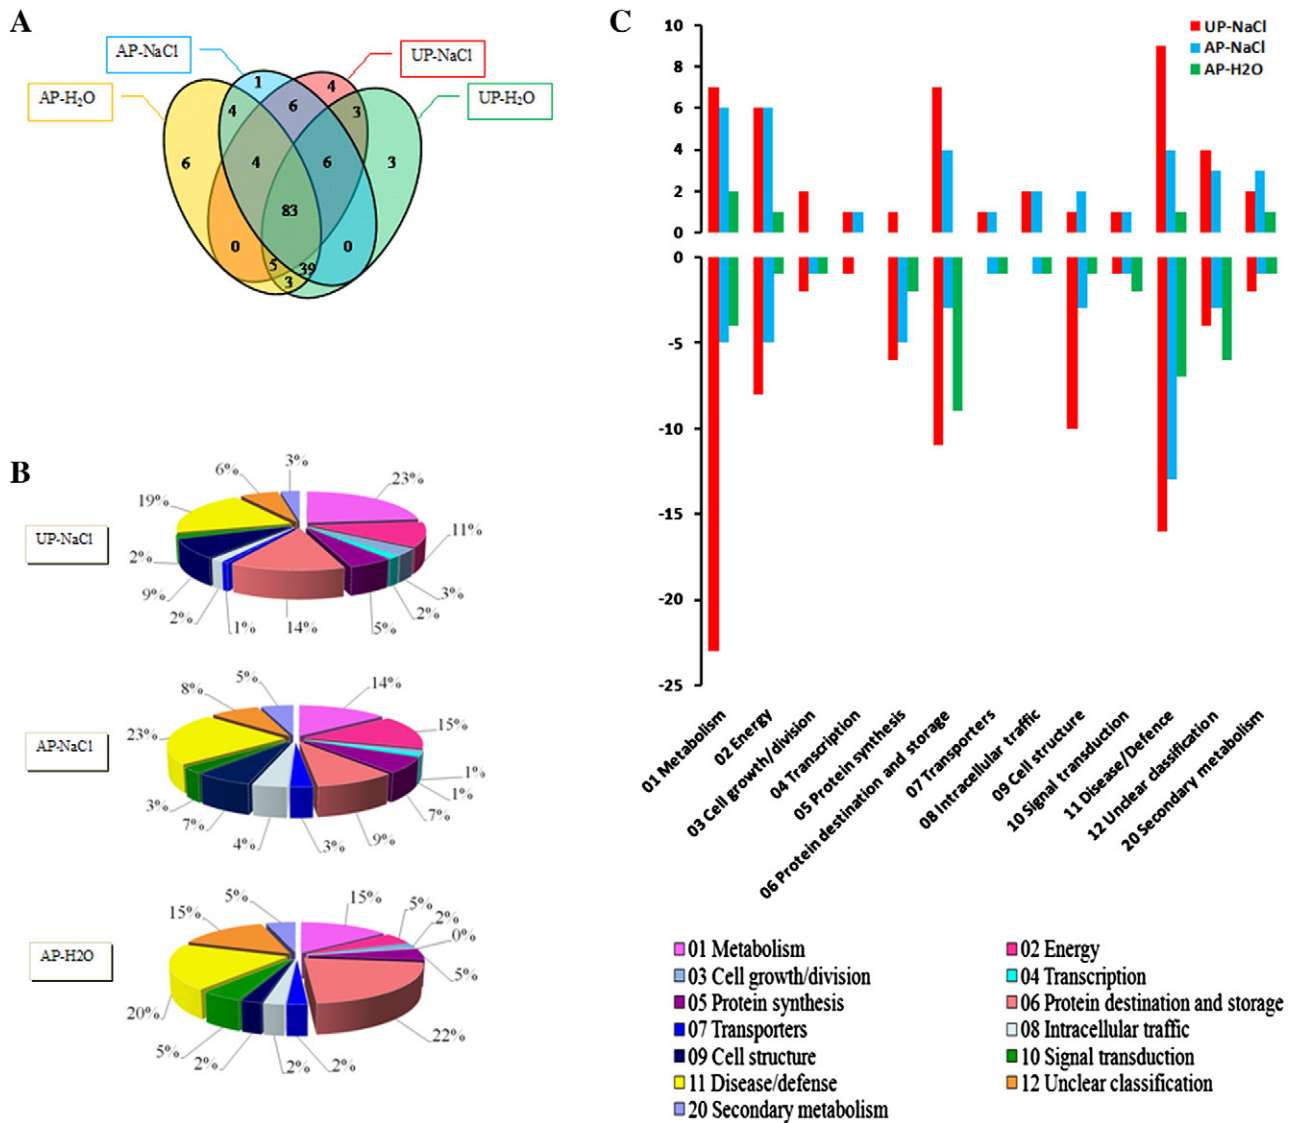 A
AP-NaCl
UP-NaCl
AP-H₂O
UP-H₂O
1
4
4
6
3
6
4
6
3
83
0
0
5
39
3
B
UP-NaCl
3%
6%
23%
19%
11%
2%
9%
3%
2%
2%
1%
14%
5%
AP-NaCl
5%
8%
14%
23%
15%
1%
1%
3%
7%
7%
4%
3%
9%
AP-H2O
5%
15%
15%
5%
2%
0%
5%
20%
22%
5%
2%
2%
2%
C
UP-NaCl
AP-NaCl
AP-H2O
10
8
6
4
2
0
0
-5
-10
-15
-20
-25
01 Metabolism
02 Energy
03 Cell growth/division
04 Transcription
05 Protein synthesis
06 Protein destination and storage
07 Transporters
08 Intracellular traffic
09 Cell structure
10 Signal transduction
11 Disease/Defence
12 Unclear classification
20 Secondary metabolism
01 Metabolism
02 Energy
03 Cell growth/division
04 Transcription
05 Protein synthesis
06 Protein destination and storage
07 Transporters
08 Intracellular traffic
09 Cell structure
10 Signal transduction
11 Disease/defense
12 Unclear classification
20 Secondary metabolism